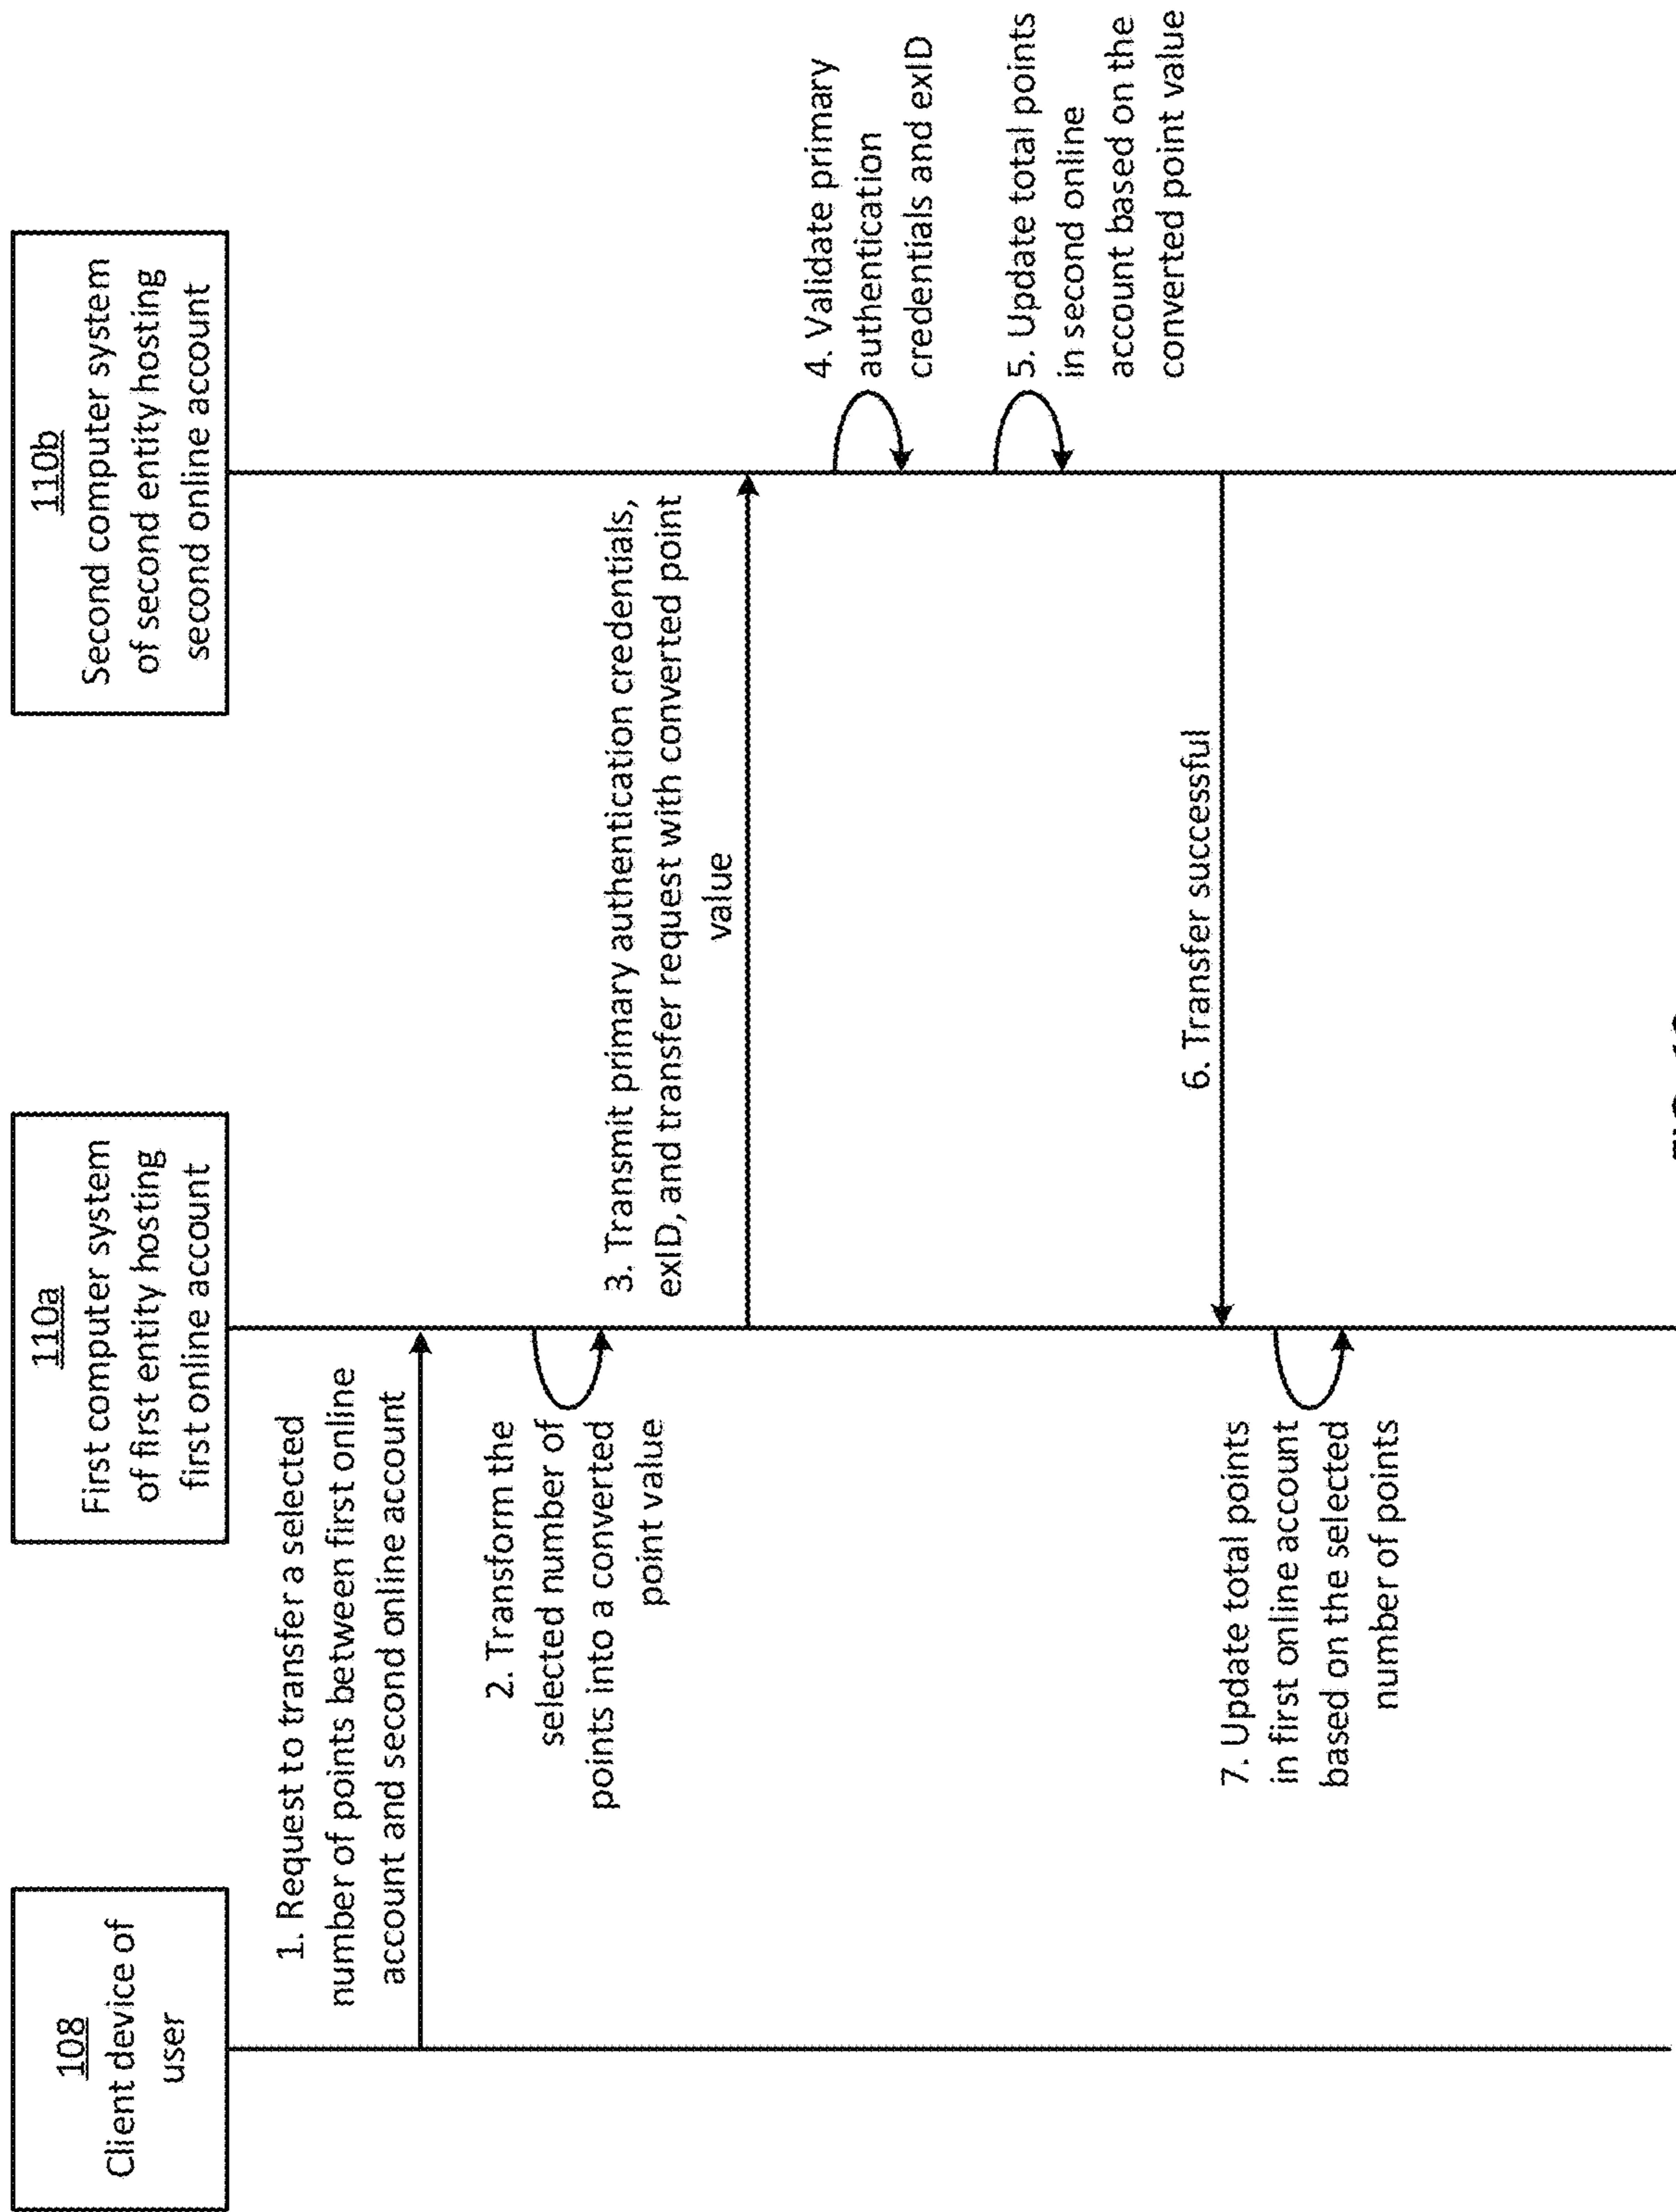 108
Client device of
user
110a
First computer system
of first entity hosting
first online account
110b
Second computer system
of second entity hosting
second online account
1. Request to transfer a selected
number of points between first online
account and second online account
2. Transform the
selected number of
points into a converted
point value
3. Transmit primary authentication credentials,
exID, and transfer request with converted point
value
4. Validate primary
authentication
credentials and exID
5. Update total points
in second online
account based on the
converted point value
6. Transfer successful
7. Update total points
in first online account
based on the selected
number of points